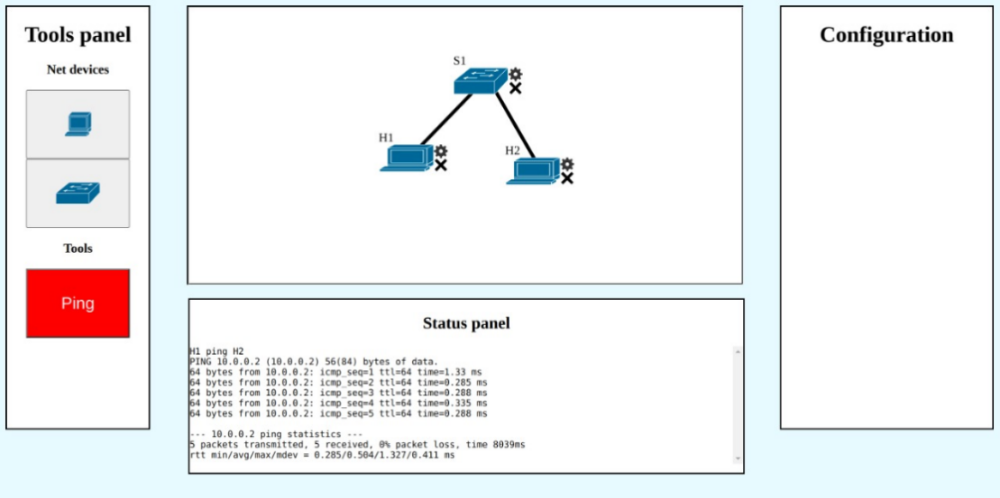 Tools panel
Net devices
Tools
Ping
S1
H1
H2
Status panel
H1 ping H2
PING 10.0.0.2 (10.0.0.2) 56(84) bytes of data.
64 bytes from 10.0.0.2: icmp_seq=1 ttl=64 time=1.33 ms
64 bytes from 10.0.0.2: icmp_seq=2 ttl=64 time=0.285 ms
64 bytes from 10.0.0.2: icmp_seq=3 ttl=64 time=0.288 ms
64 bytes from 10.0.0.2: icmp_seq=4 ttl=64 time=0.335 ms
64 bytes from 10.0.0.2: icmp_seq=5 ttl=64 time=0.288 ms
--- 10.0.0.2 ping statistics ---
5 packets transmitted, 5 received, 0% packet loss, time 8039ms
rtt min/avg/max/mdev = 0.285/0.504/1.327/0.411 ms
Configuration